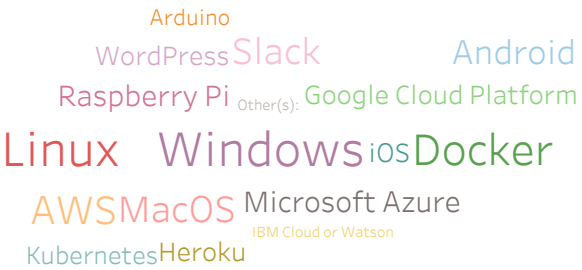 Arduino
WordPress Slack Android
Raspberry Pi Other(s): Google Cloud Platform
Linux Windows iOS Docker
AWS MacOS Microsoft Azure
IBM Cloud or Watson
Kubernetes Heroku